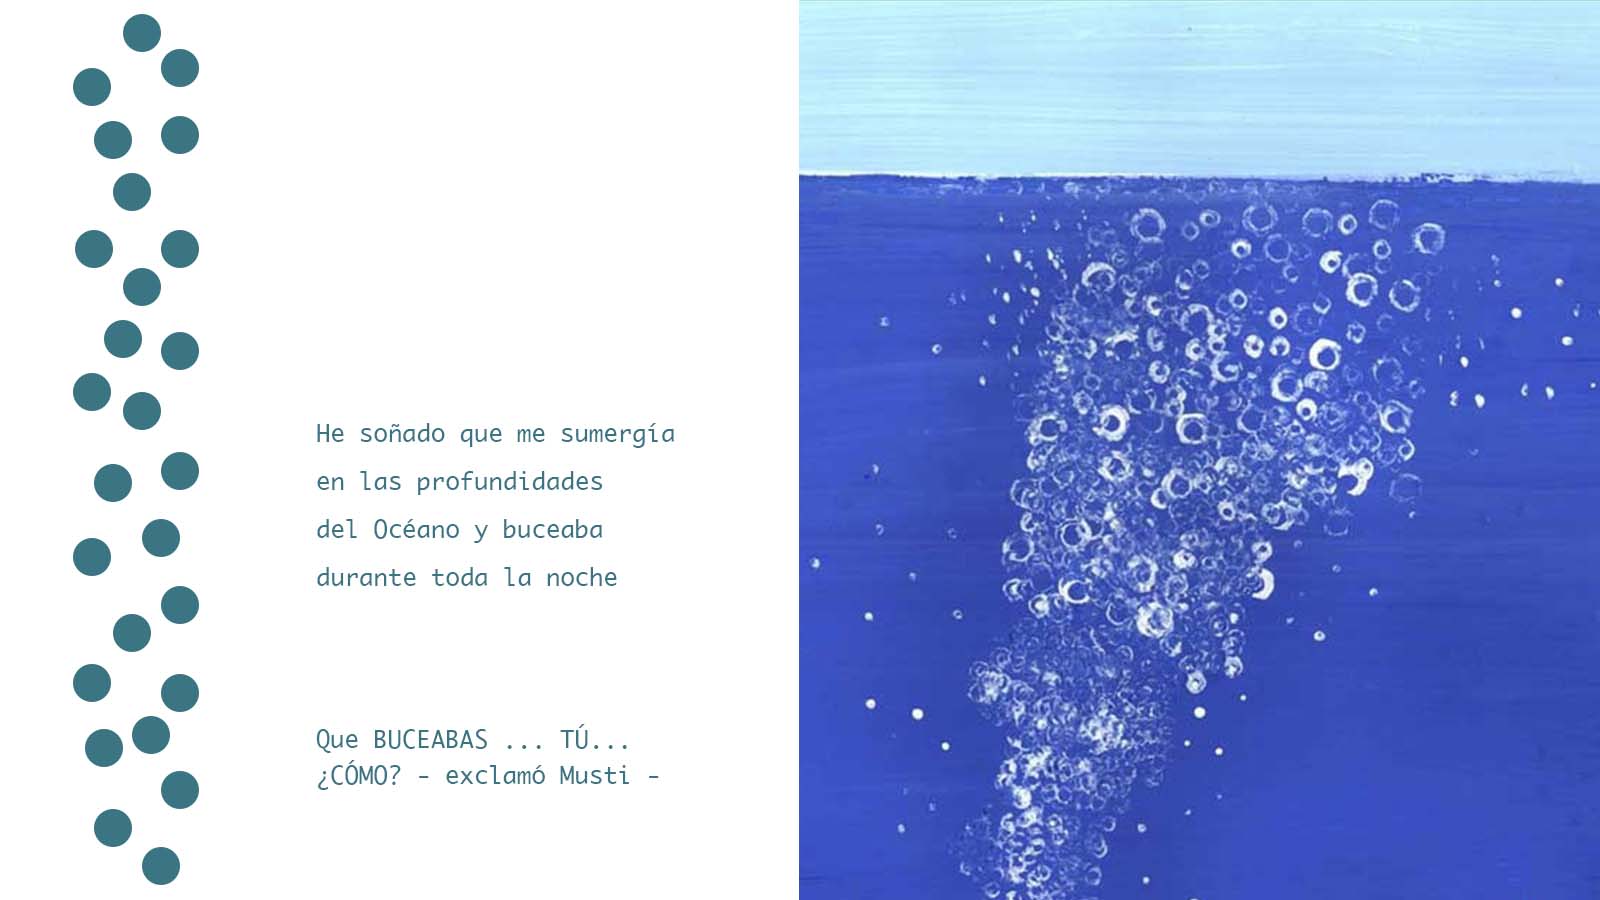 He soñado que me sumergía
en las profundidades
del Océano y buceaba
durante toda la noche
Que BUCEABAS ... TÚ...
¿CÓMO? - exclamó Musti -